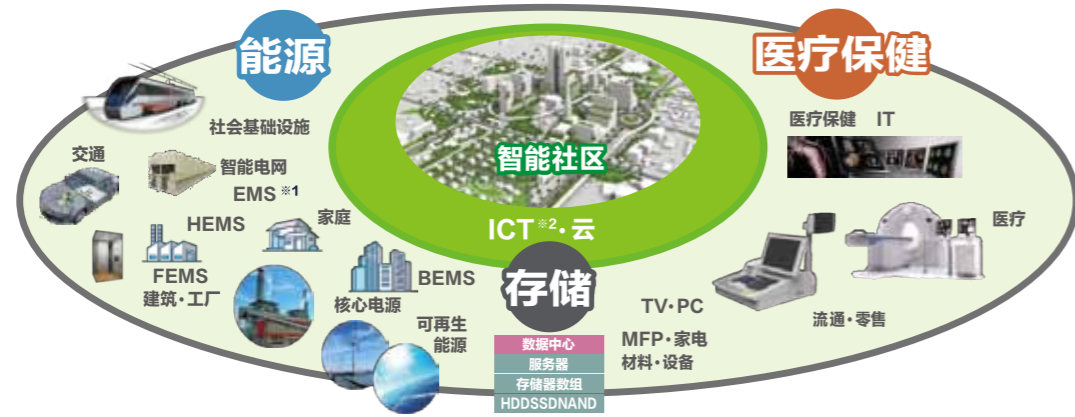 能源
医疗保健
社会基础设施
交通
智能电网
EMS ※1
HEMS
家庭
FEMS
建筑·工厂
BEMS
核心电源
可再生
能源
智能社区
ICT ※2·云
存储
数据中心
服务器
存储器数组
HDDSSDNAND
医疗保健 IT
医疗
TV·PC
流通·零售
MFP·家电
材料·设备